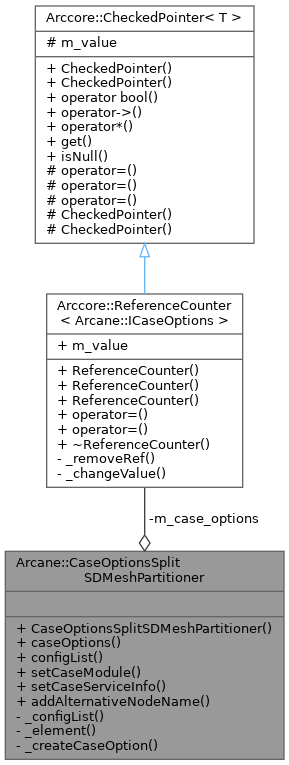 Arccore::CheckedPointer< T >
# m_value
+ CheckedPointer()
+ CheckedPointer()
+ operator bool()
+ operator->()
+ operator*()
+ get()
+ isNull()
# operator=()
# operator=()
# operator=()
# CheckedPointer()
# CheckedPointer()
Arccore::ReferenceCounter
< Arcane::ICaseOptions >
+ m_value
+ ReferenceCounter()
+ ReferenceCounter()
+ ReferenceCounter()
+ operator=()
+ operator=()
+ ~ReferenceCounter()
- _removeRef()
- _changeValue()
-m_case_options
Arcane::CaseOptionsSplit
SDMeshPartitioner
+ CaseOptionsSplitSDMeshPartitioner()
+ caseOptions()
+ configList()
+ setCaseModule()
+ setCaseServiceInfo()
+ addAlternativeNodeName()
- _configList()
- _element()
- _createCaseOption()